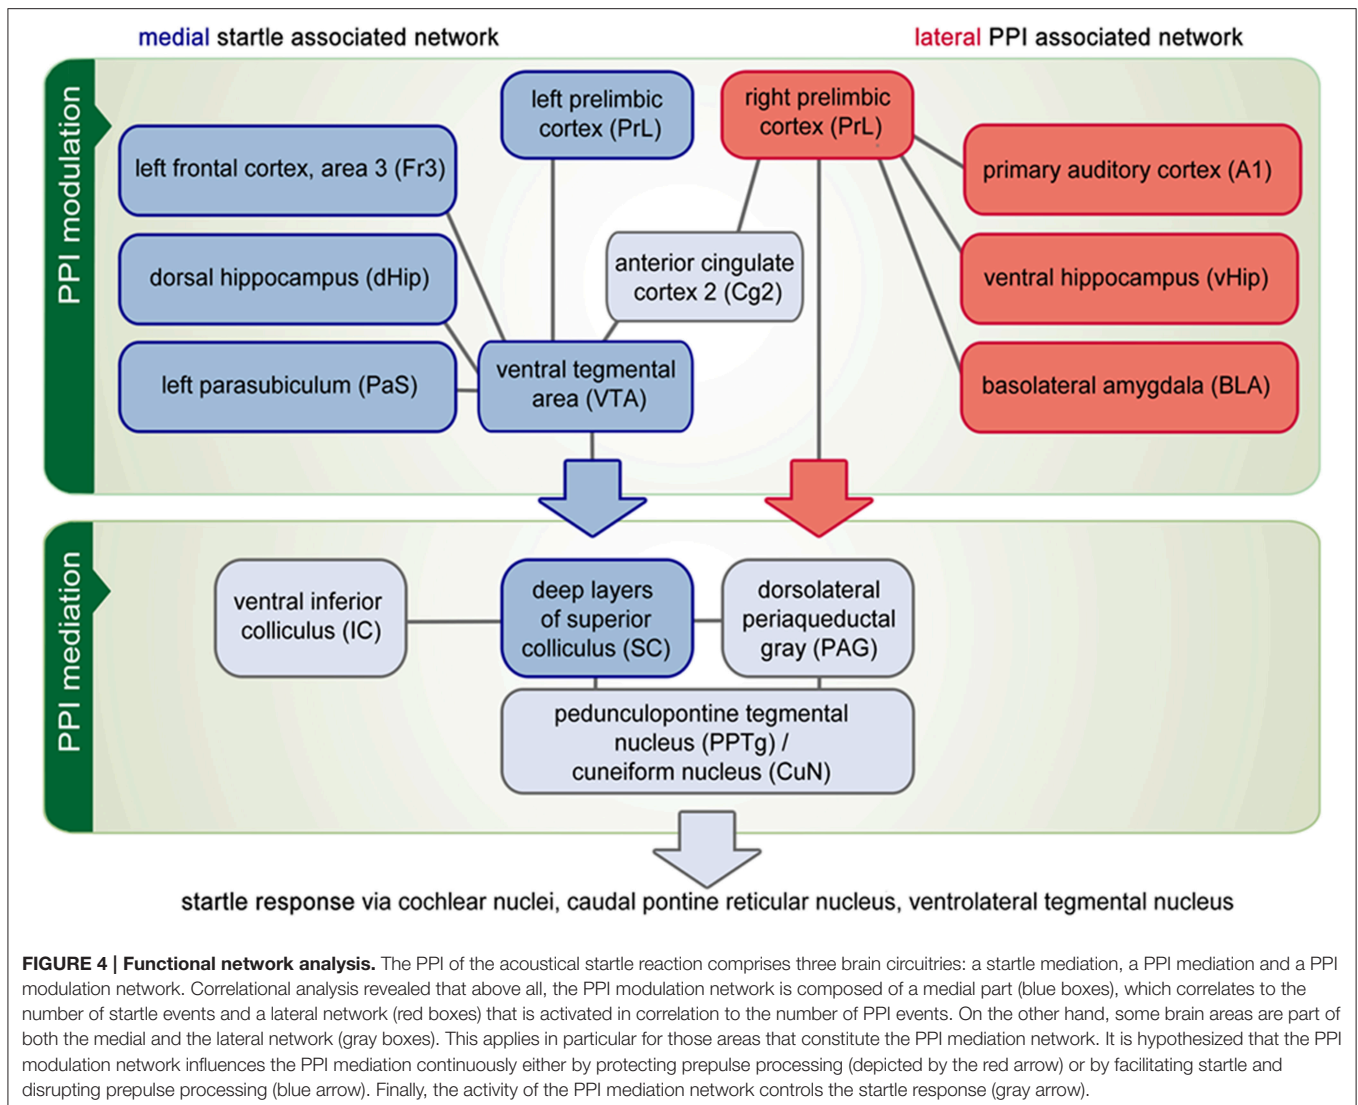 medial startle associated network
lateral PPI associated network
PPI modulation
left prelimbic
cortex (PrL)
right prelimbic
cortex (PrL)
left frontal cortex, area 3 (Fr3)
primary auditory cortex (A1)
dorsal hippocampus (dHip)
anterior cingulate
cortex 2 (Cg2)
ventral hippocampus (vHip)
left parasubiculum (PaS)
ventral tegmental
area (VTA)
basolateral amygdala (BLA)
PPI mediation
ventral inferior
colliculus (IC)
deep layers
of superior
colliculus (SC)
dorsolateral
periaqueductal
gray (PAG)
pedunculopontine tegmental
nucleus (PPTg) /
cuneiform nucleus (CuN)
startle response via cochlear nuclei, caudal pontine reticular nucleus, ventrolateral tegmental nucleus
FIGURE 4 | Functional network analysis. The PPI of the acoustical startle reaction comprises three brain circuitries: a startle mediation, a PPI mediation and a PPI
modulation network. Correlational analysis revealed that above all, the PPI modulation network is composed of a medial part (blue boxes), which correlates to the
number of startle events and a lateral network (red boxes) that is activated in correlation to the number of PPI events. On the other hand, some brain areas are part of
both the medial and the lateral network (gray boxes). This applies in particular for those areas that constitute the PPI mediation network. It is hypothesized that the PPI
modulation network influences the PPI mediation continuously either by protecting prepulse processing (depicted by the red arrow) or by facilitating startle and
disrupting prepulse processing (blue arrow). Finally, the activity of the PPI mediation network controls the startle response (gray arrow).